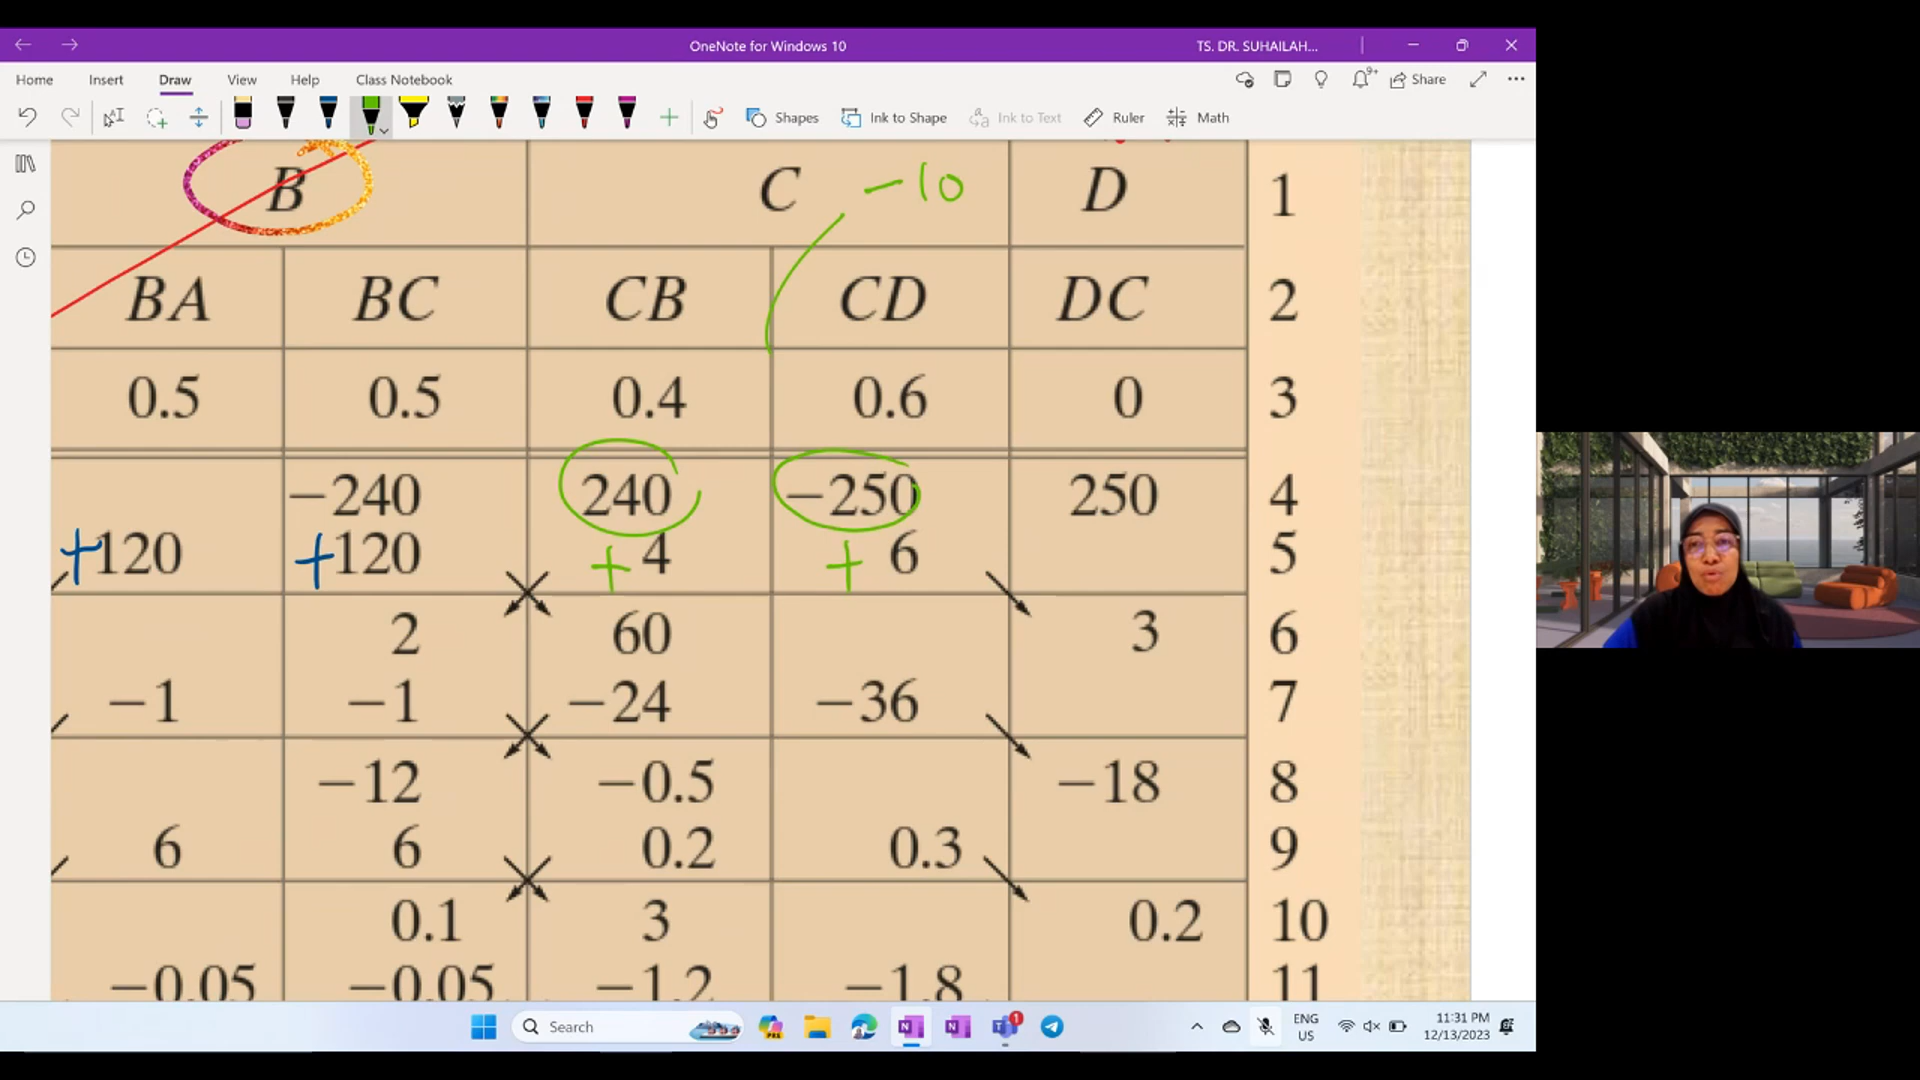 OneNote for Windows 10
TS. DR. SUHAILAH...
Home Insert Draw View Help Class Notebook
9+ Share
Shapes Ink to Shape Ink to Text Ruler Math
B C -10 D 1
BA BC CB CD DC 2
0.5 0.5 0.4 0.6 0 3
−240 240 −250 250 4
+120 +120 + 4 + 6 5
2 60 3 6
−1 −1 −24 −36 7
−12 −0.5 −18 8
6 6 0.2 0.3 9
0.1 3 0.2 10
−0.05 −0.05 −1.2 −1.8 11
Search
PRE
1
ENG
US
11:31 PM
12/13/2023